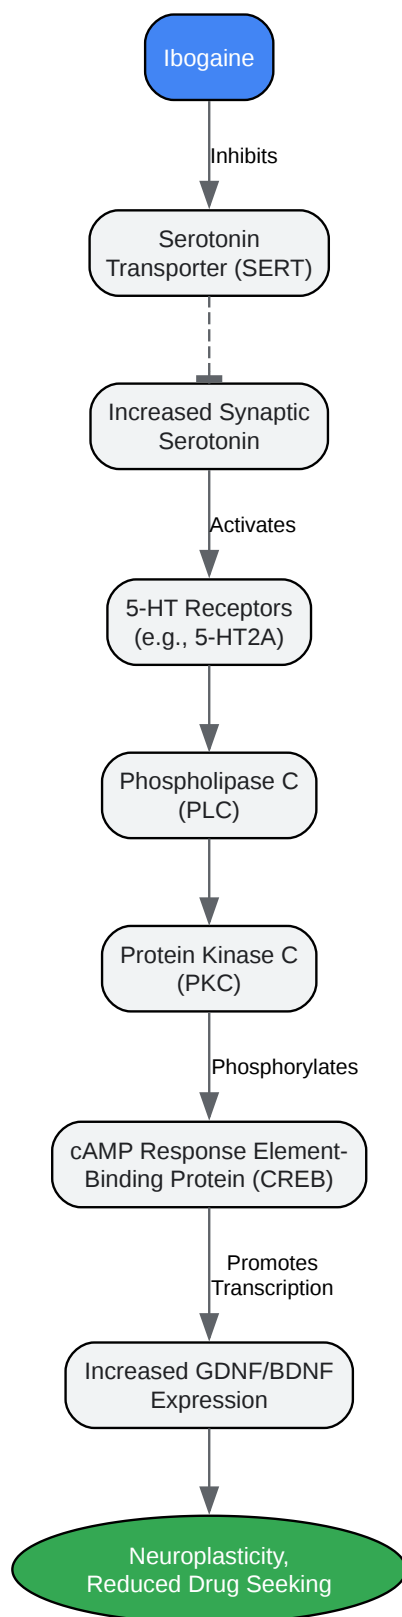 Ibogaine
Inhibits
Serotonin
Transporter (SERT)
Increased Synaptic
Serotonin
Activates
5-HT Receptors
(e.g., 5-HT2A)
Phospholipase C
(PLC)
Protein Kinase C
(PKC)
Phosphorylates
cAMP Response Element-
Binding Protein (CREB)
Promotes
Transcription
Increased GDNF/BDNF
Expression
Neuroplasticity,
Reduced Drug Seeking